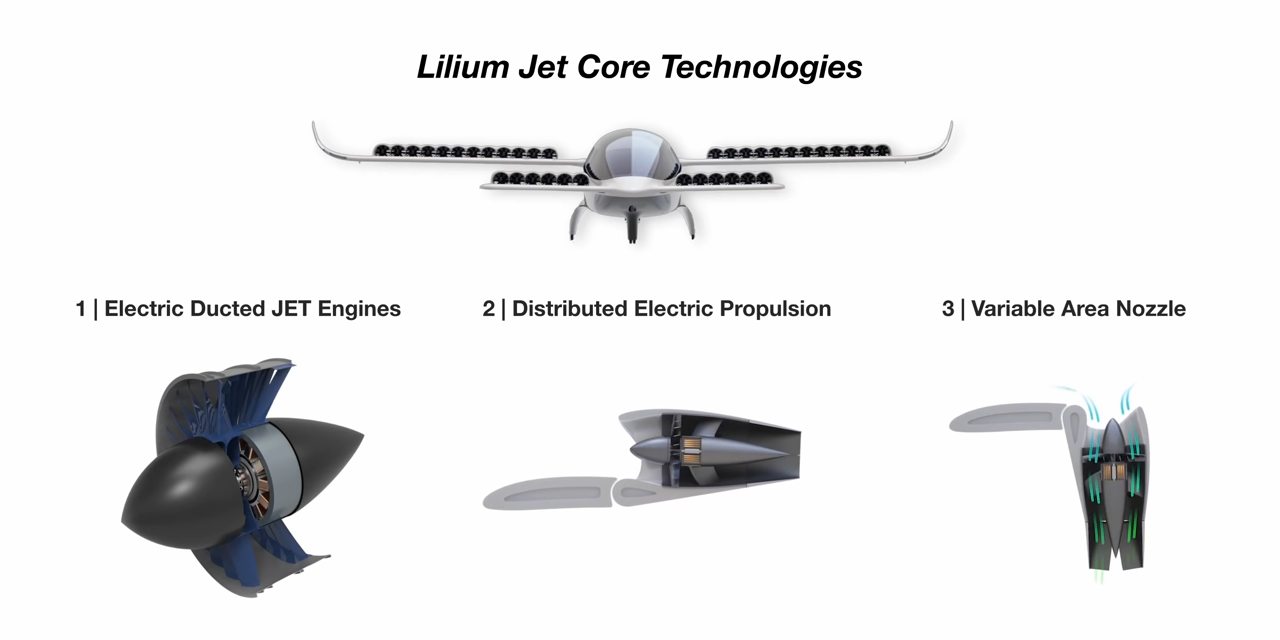 Lilium Jet Core Technologies
1 | Electric Ducted JET Engines
2 | Distributed Electric Propulsion
3 | Variable Area Nozzle